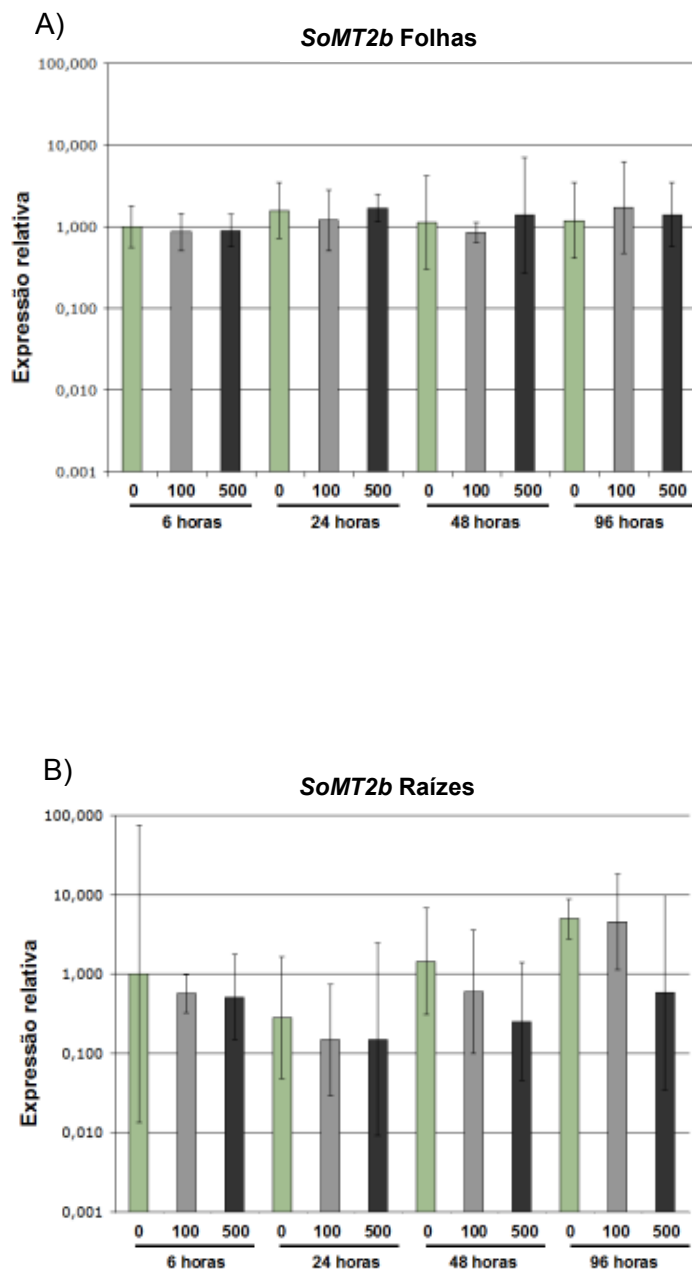 A)
SoMT2b Folhas
Expressão relativa
100,000
10,000
1,000
0,100
0,010
0.001
0 100 500 0 100 500 0 100 500 0 100 500
6 horas 24 horas 48 horas 96 horas
B)
SoMT2b Raízes
Expressão relativa
100,000
10,000
1,000
0,100
0,010
0,001
0 100 500 0 100 500 0 100 500 0 100 500
6 horas 24 horas 48 horas 96 horas